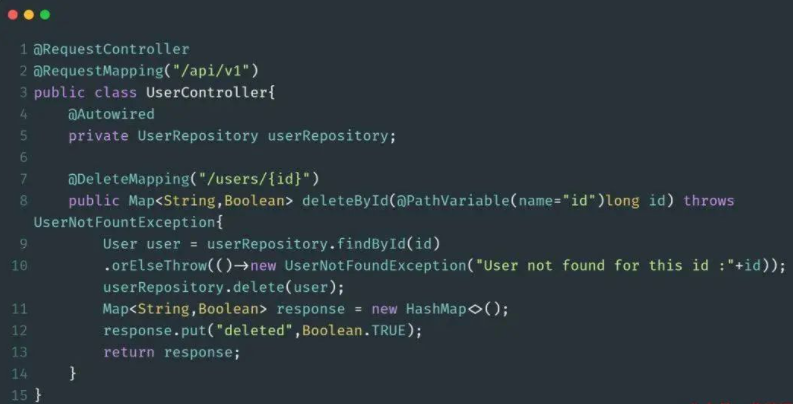 1 @RequestController
2 @RequestMapping("/api/v1")
3 public class UserController{
4 @Autowired
5 private UserRepository userRepository;
6
7 @DeleteMapping("/users/{id}")
8 public Map<String,Boolean> deleteById(@PathVariable(name="id")long id) throws
UserNotFountException{
9 User user = userRepository.findById(id)
10 .orElseThrow(()->new UserNotFoundException("User not found for this id :"+id));
userRepository.delete(user);
11 Map<String,Boolean> response = new HashMap<>();
12 response.put("deleted",Boolean.TRUE);
13 return response;
14 }
15 }